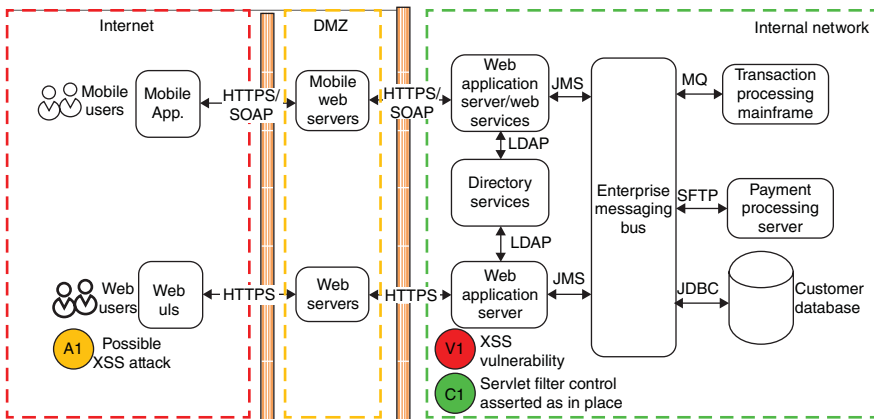 Internet
DMZ
Internal network
Mobile
users
Mobile
App.
HTTPS/
SOAP
Mobile
web
servers
HTTPS/
SOAP
Web
application
server/web
services
JMS
LDAP
Directory
services
LDAP
Enterprise
messaging
bus
MQ
Transaction
processing
mainframe
SFTP
Payment
processing
server
JDBC
Customer
database
Web
users
Web
uls
HTTPS
Web
servers
HTTPS
Web
application
server
JMS
A1
Possible
XSS attack
V1
XSS
vulnerability
C1
Servlet filter control
asserted as in place